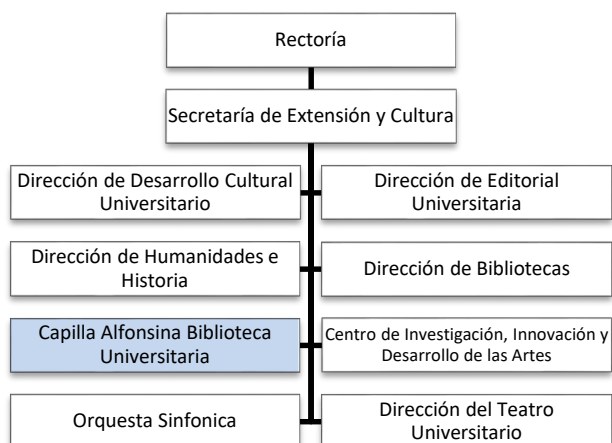 Rectoría
Secretaría de Extensión y Cultura
Dirección de Desarrollo Cultural
Universitario
Dirección de Editorial
Universitaria
Dirección de Humanidades e
Historia
Dirección de Bibliotecas
Capilla Alfonsina Biblioteca
Universitaria
Centro de Investigación, Innovación y
Desarrollo de las Artes
Orquesta Sinfonica
Dirección del Teatro
Universitario